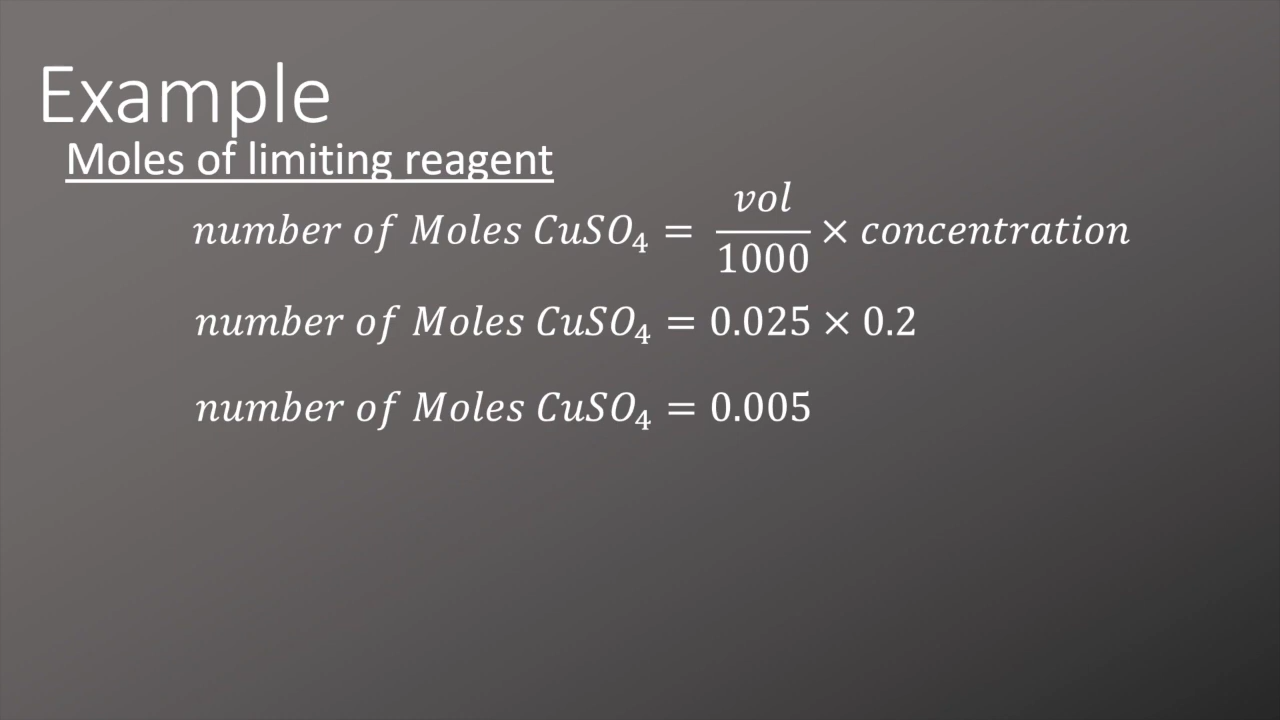 Example
Moles of limiting reagent
number of Moles CuSO₄ = vol/1000 × concentration
number of Moles CuSO₄ = 0.025 × 0.2
number of Moles CuSO₄ = 0.005